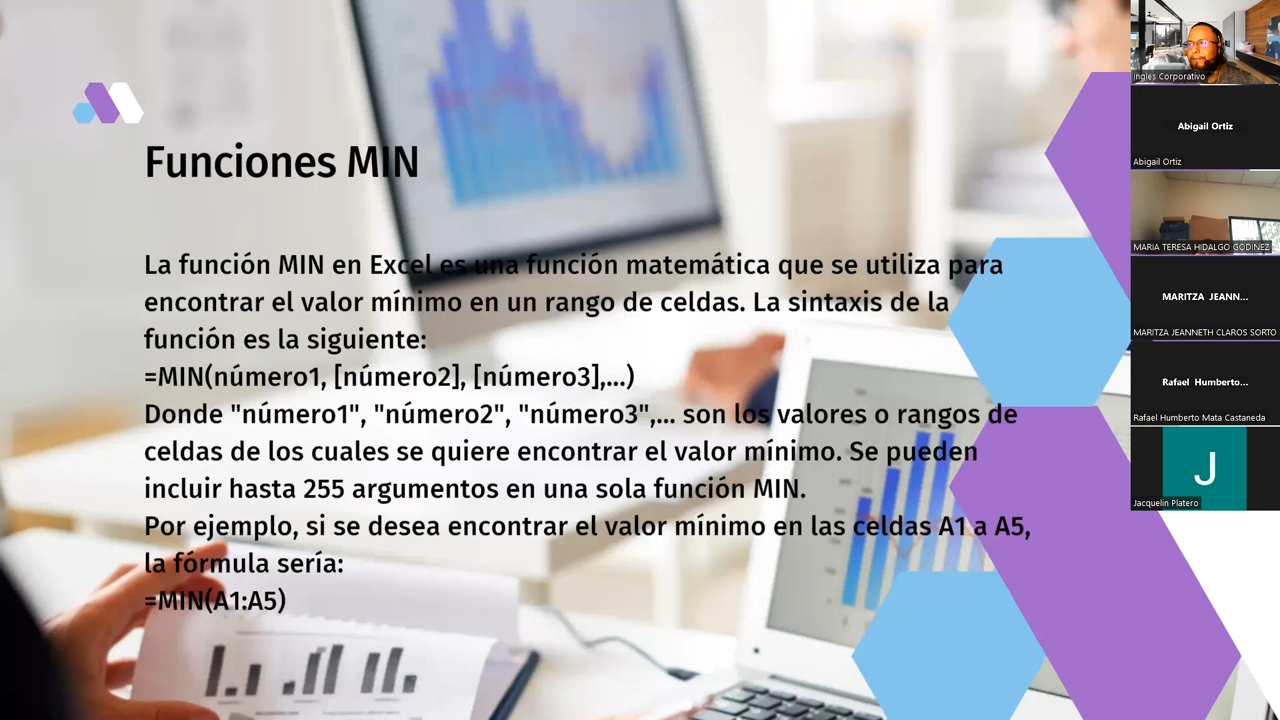 Funciones MIN
La función MIN en Excel es una función matemática que se utiliza para
encontrar el valor mínimo en un rango de celdas. La sintaxis de la
función es la siguiente:
=MIN(número1, [número2], [número3],...)
Donde "número1", "número2", "número3",... son los valores o rangos de
celdas de los cuales se quiere encontrar el valor mínimo. Se pueden
incluir hasta 255 argumentos en una sola función MIN.
Por ejemplo, si se desea encontrar el valor mínimo en las celdas A1 a A5,
la fórmula sería:
=MIN(A1:A5)
Ingles Corporativo
Abigail Ortiz
Abigail Ortiz
MARIA TERESA HIDALGO GODINEZ
MARITZA JEANN...
MARITZA JEANNETH CLAROS SORTO
Rafael Humberto...
Rafael Humberto Mata Castaneda
J
Jacquelin Platero